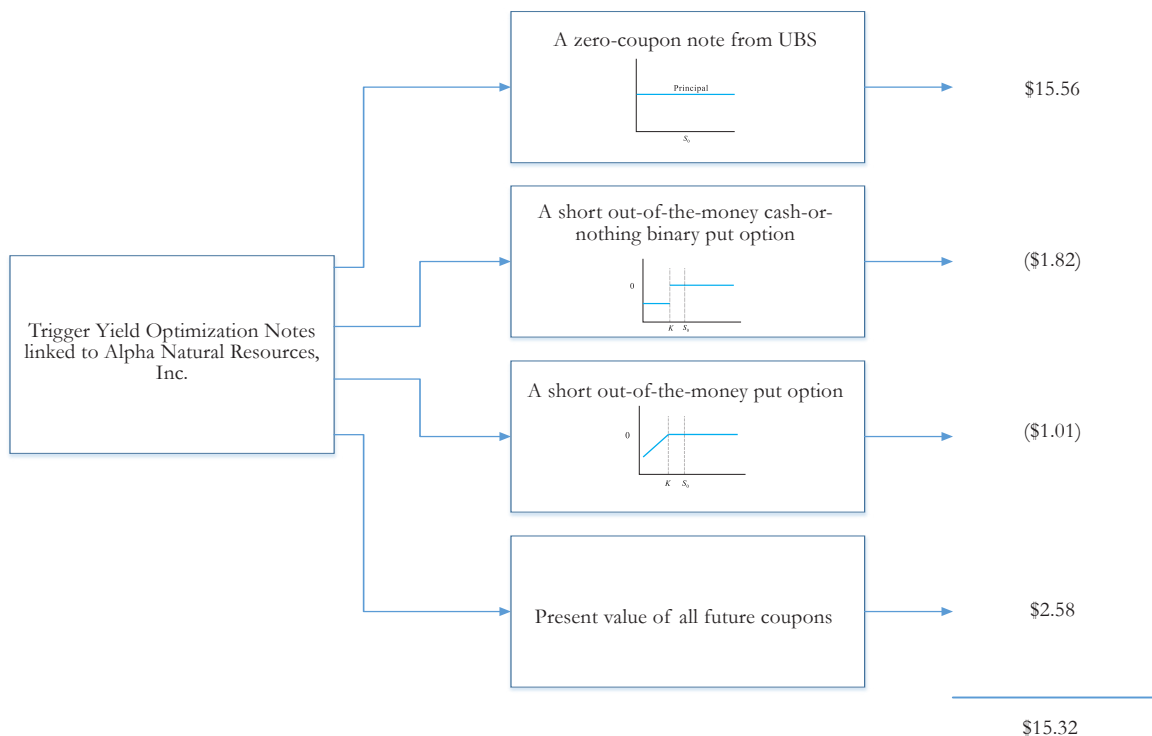 A zero-coupon note from UBS
Principal
S₀
$15.56
A short out-of-the-money cash-or-
nothing binary put option
0
K
S₀
($1.82)
Trigger Yield Optimization Notes
linked to Alpha Natural Resources,
Inc.
A short out-of-the-money put option
0
K
S₀
($1.01)
Present value of all future coupons
$2.58
$15.32